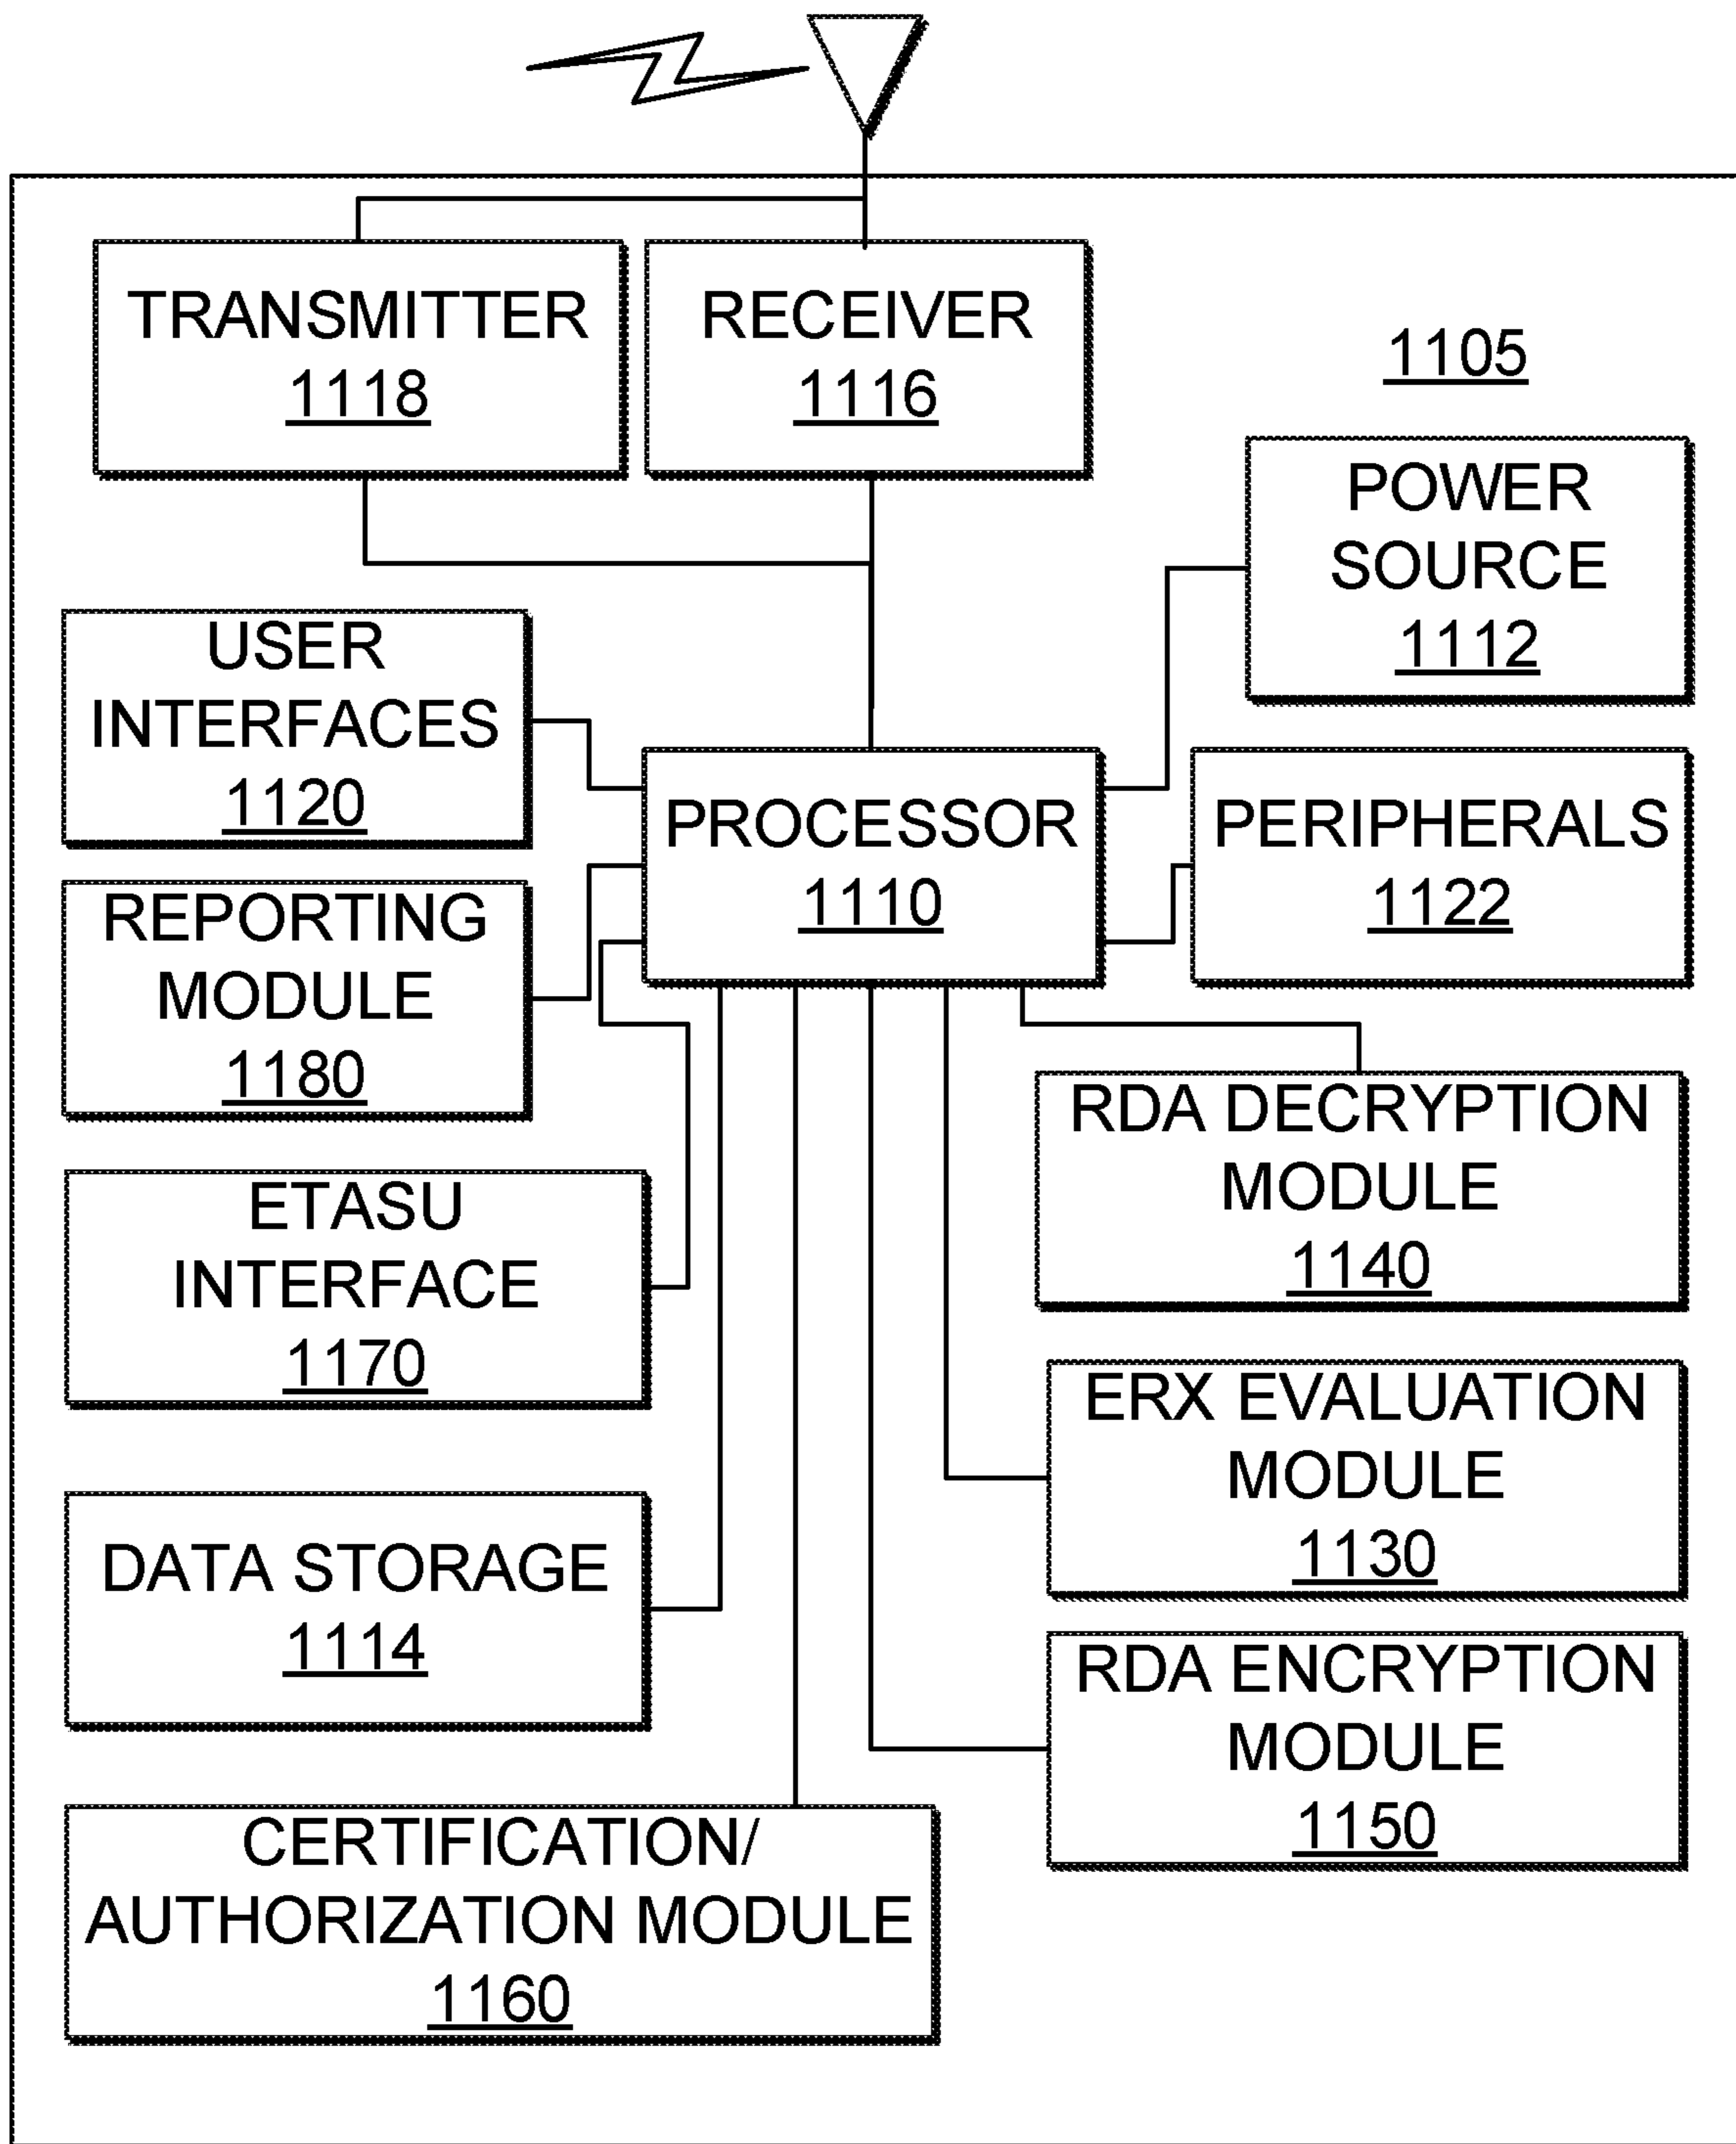 TRANSMITTER
1118
RECEIVER
1116
1105
POWER
SOURCE
1112
USER
INTERFACES
1120
PROCESSOR
1110
PERIPHERALS
1122
REPORTING
MODULE
1180
RDA DECRYPTION
MODULE
1140
ETASU
INTERFACE
1170
ERX EVALUATION
MODULE
1130
DATA STORAGE
1114
RDA ENCRYPTION
MODULE
1150
CERTIFICATION/
AUTHORIZATION MODULE
1160